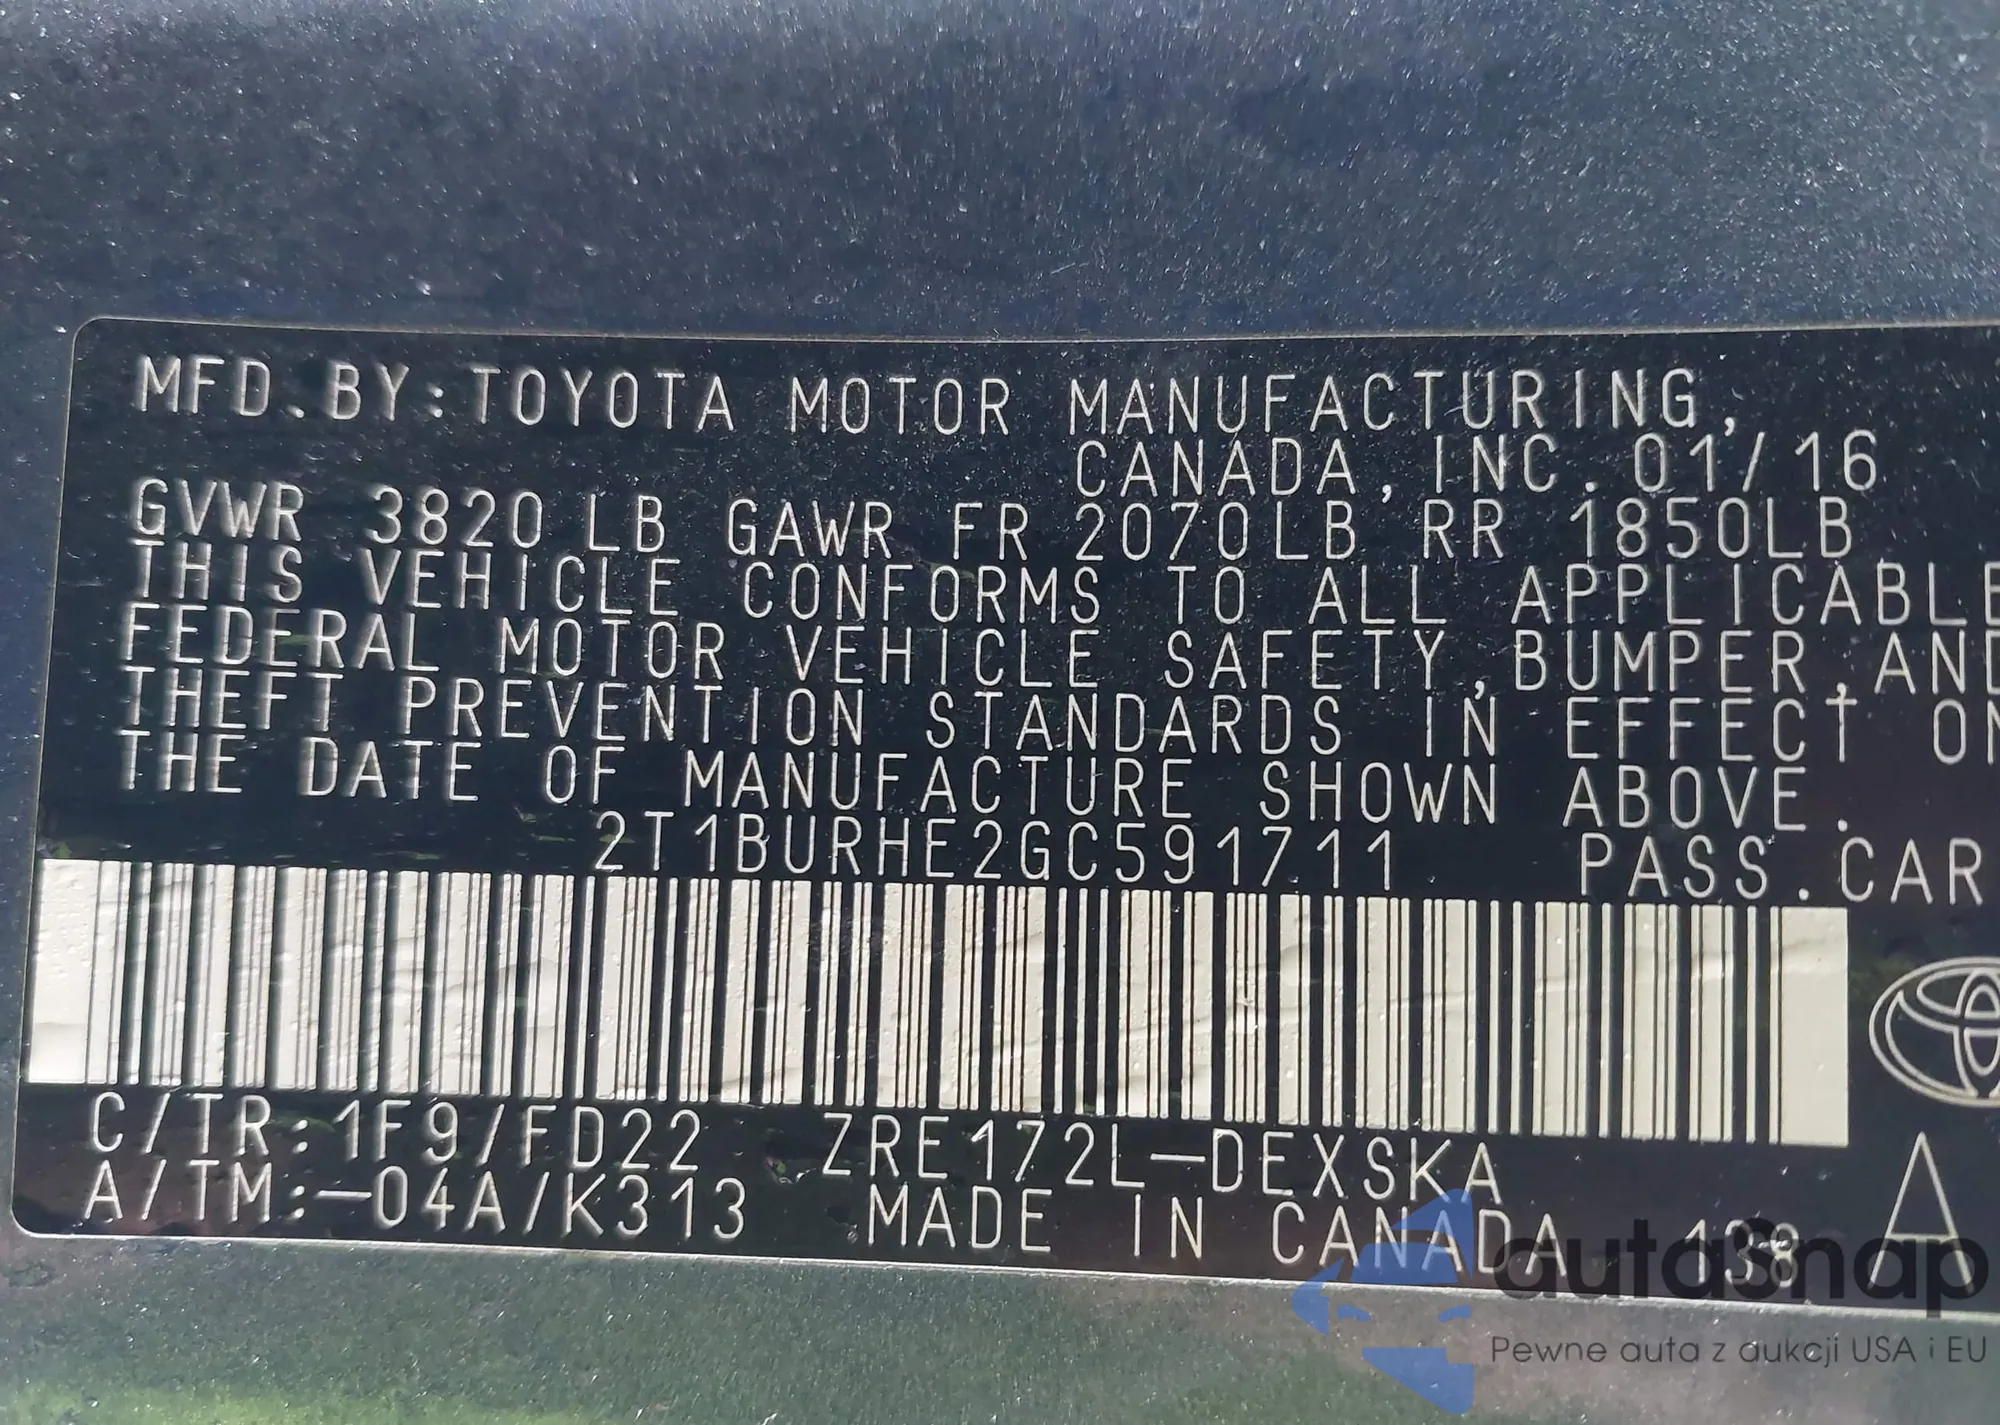 MFD.BY:TOYOTA MOTOR MANUFACTURING,
CANADA, INC. 01/16
GVWR 3820 LB GAWR FR 2070LB RR 1850LB
THIS VEHICLE CONFORMS TO ALL APPLICABLE
FEDERAL MOTOR VEHICLE SAFETY,BUMPER,AND
THEFT PREVENTION STANDARDS IN EFFECT ON
THE DATE OF MANUFACTURE SHOWN ABOVE.
2T1BURHE2GC591711 PASS.CAR
C/TR:1F9/FD22 ZRE172L-DEXSKA
A/TM:-04A/K313 MADE IN CANADA 138 A
autaSnap
Pewne auta z aukcji USA i EU